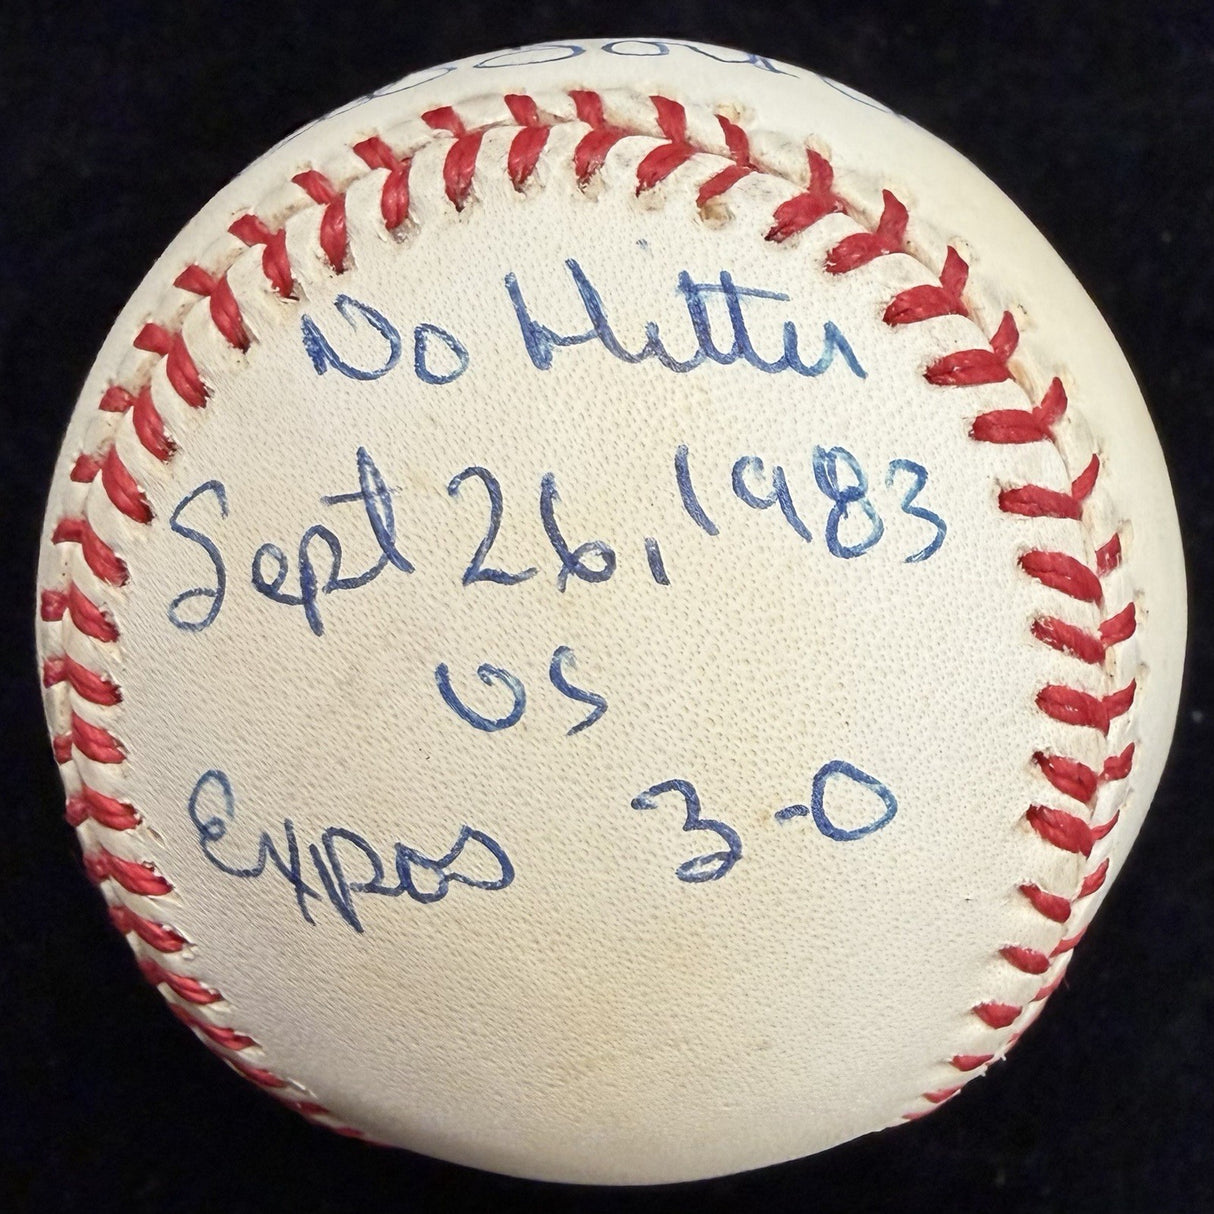 No Hitter
Sept 26, 1983
vs
Expos 3-0